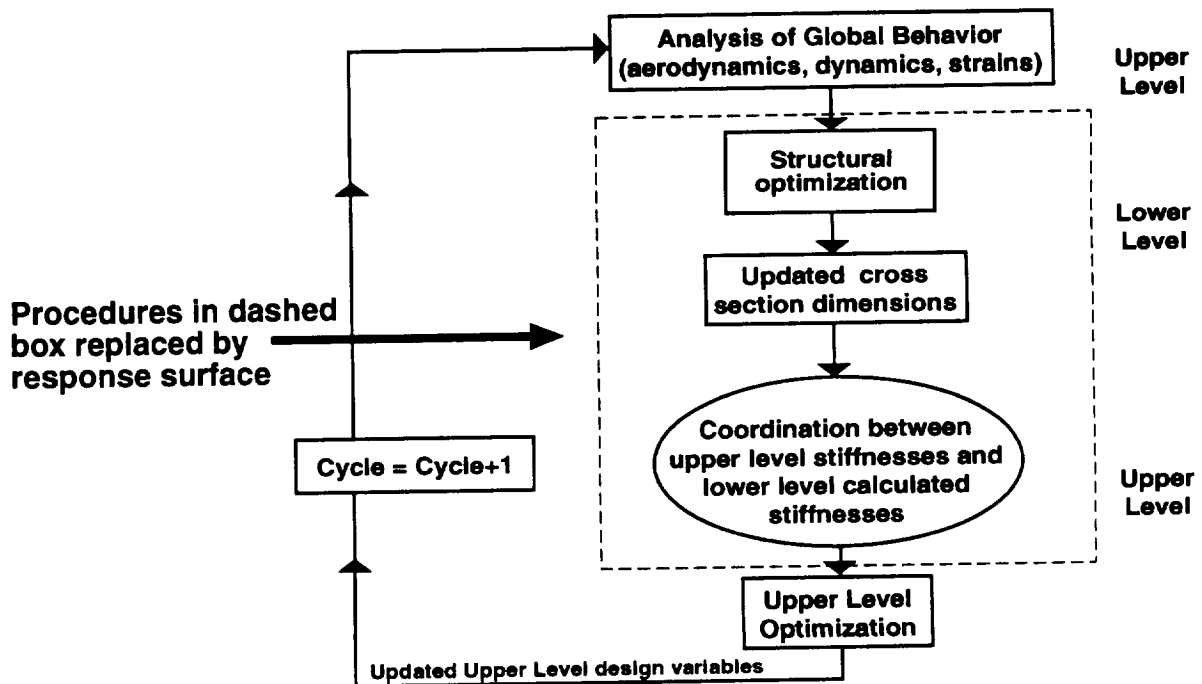 Analysis of Global Behavior
(aerodynamics, dynamics, strains)
Upper
Level
Structural
optimization
Lower
Level
Updated cross
section dimensions
Procedures in dashed
box replaced by
response surface
Coordination between
upper level stiffnesses and
lower level calculated
stiffnesses
Cycle = Cycle+1
Upper
Level
Upper Level
Optimization
Updated Upper Level design variables